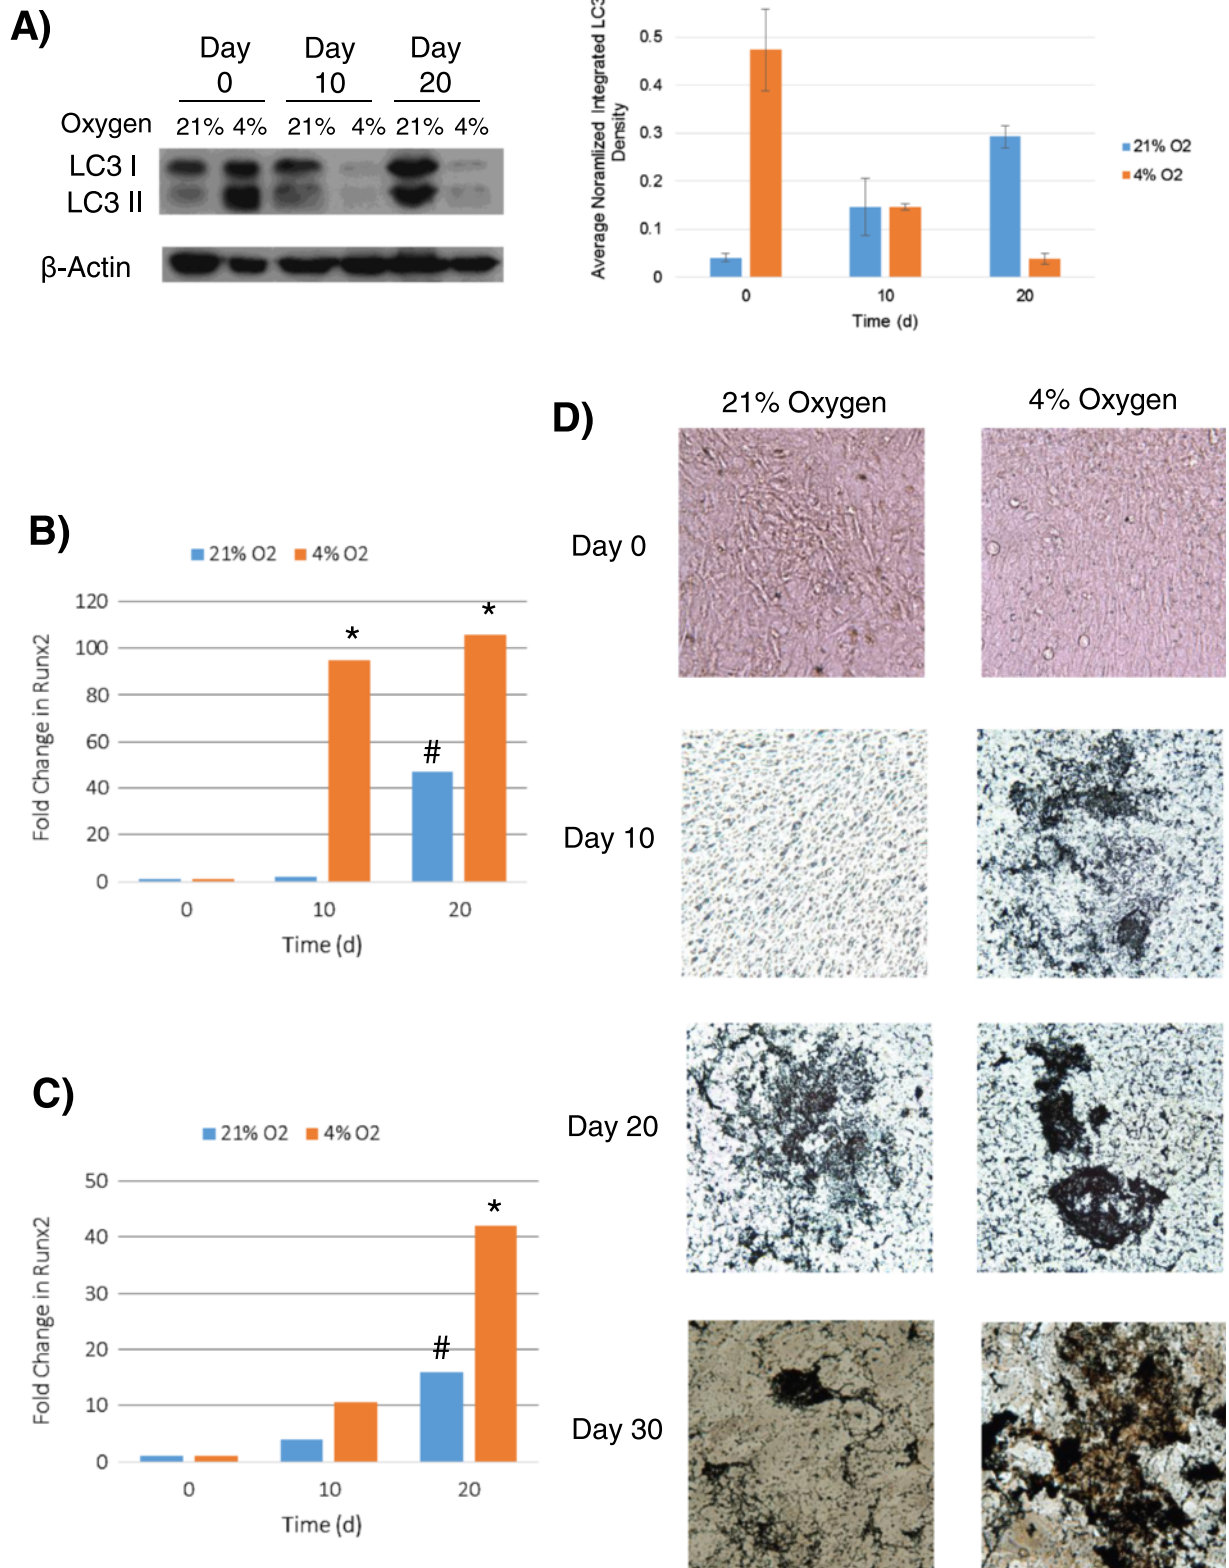 A)
Day Day Day
0 10 20
Oxygen 21% 4% 21% 4% 21% 4%
LC3 I
LC3 II
β-Actin
Average Noramlized Integrated LC3
Density
0.5
0.4
0.3
0.2
0.1
0
0 10 20
Time (d)
21% O2
4% O2
B)
21% O2 4% O2
Fold Change in Runx2
120
100
80
60
40
20
0
* * #
0 10 20
Time (d)
C)
21% O2 4% O2
Fold Change in Runx2
50
40
30
20
10
0
# *
0 10 20
Time (d)
D)
21% Oxygen 4% Oxygen
Day 0
Day 10
Day 20
Day 30